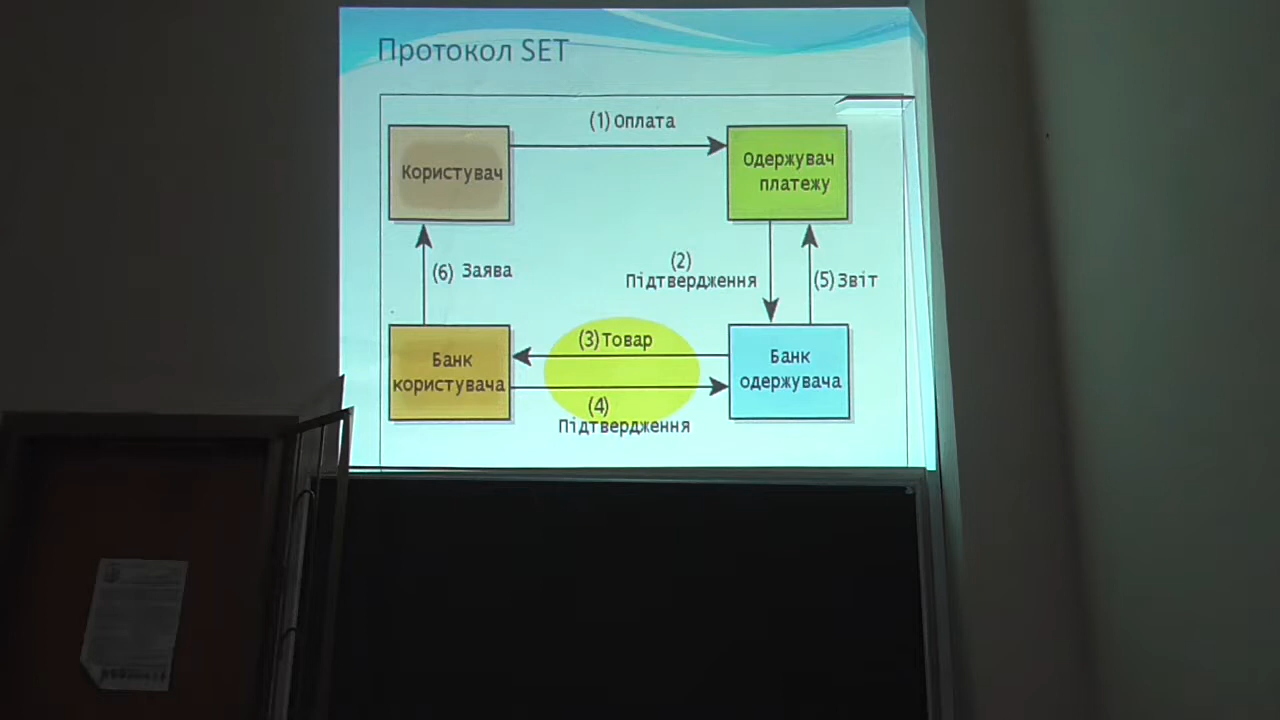 Протокол SET
(1) Оплата
Користувач
Одержувач
платежу
(6) Заява
(2)
Підтвердження
(5) Звіт
Банк
користувача
(3) Товар
(4)
Підтвердження
Банк
одержувача